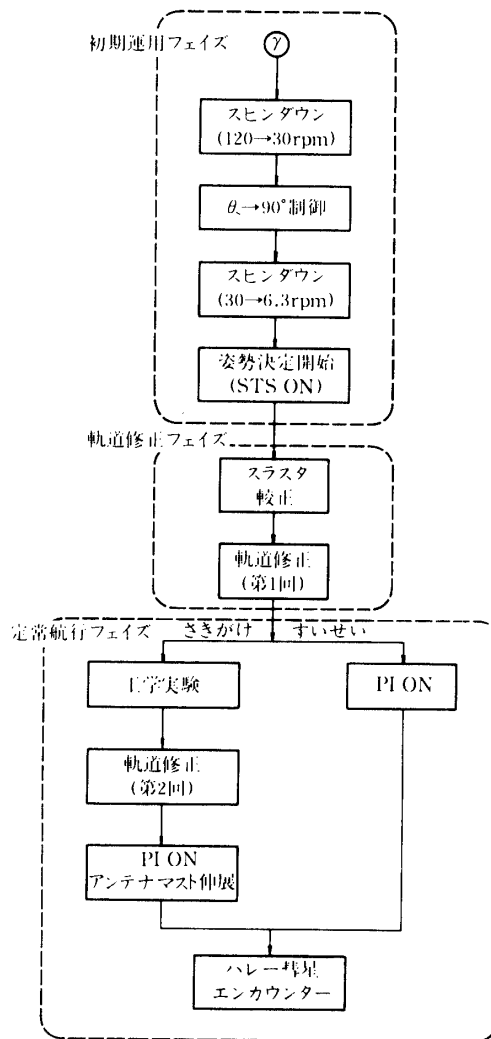 初期運用フェイズ
γ
スピンダウン
(120→30rpm)
θs→90°制御
スピンダウン
(30→6.3rpm)
姿勢決定開始
(STS ON)
軌道修正フェイズ
スラスタ
較正
軌道修正
(第1回)
定常航行フェイズ
さきがけ
すいせい
工学実験
PI ON
軌道修正
(第2回)
PI ON
アンテナマスト伸展
ハレー彗星
エンカウンター